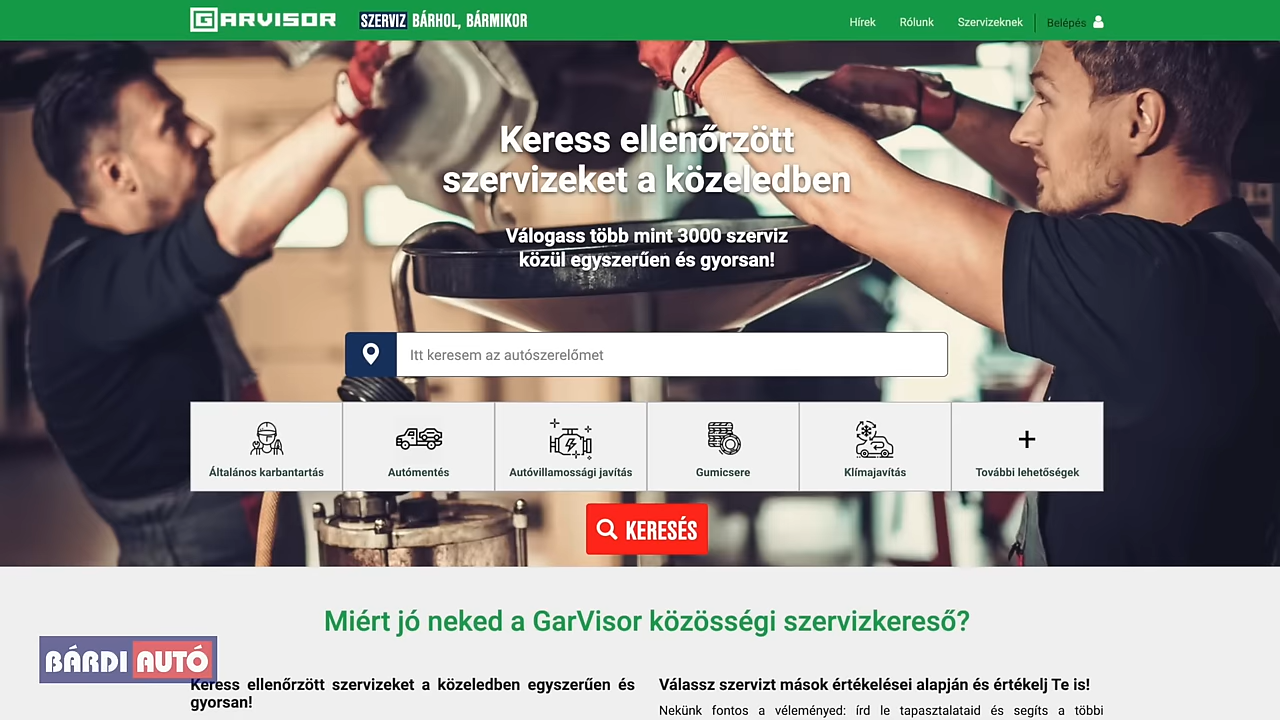 GARVISOR
SZERVIZ BÁRHOL, BÁRMIKOR
Hírek
Rólunk
Szervizeknek
Belépés
Keress ellenőrzött
szervizeket a közeledben
Válogass több mint 3000 szerviz
közül egyszerűen és gyorsan!
Itt keresem az autószerelőmet
Általános karbantartás
Autómentés
Autóvillamossági javítás
Gumicsere
Klímajavítás
További lehetőségek
KERESÉS
Miért jó neked a GarVisor közösségi szervizkereső?
BÁRDI AUTÓ
Keress ellenőrzött szervizeket a közeledben egyszerűen és
gyorsan!
Válassz szervizt mások értékelései alapján és értékelj Te is!
Nekünk fontos a véleményed: írd le tapasztalataid és segíts a többi